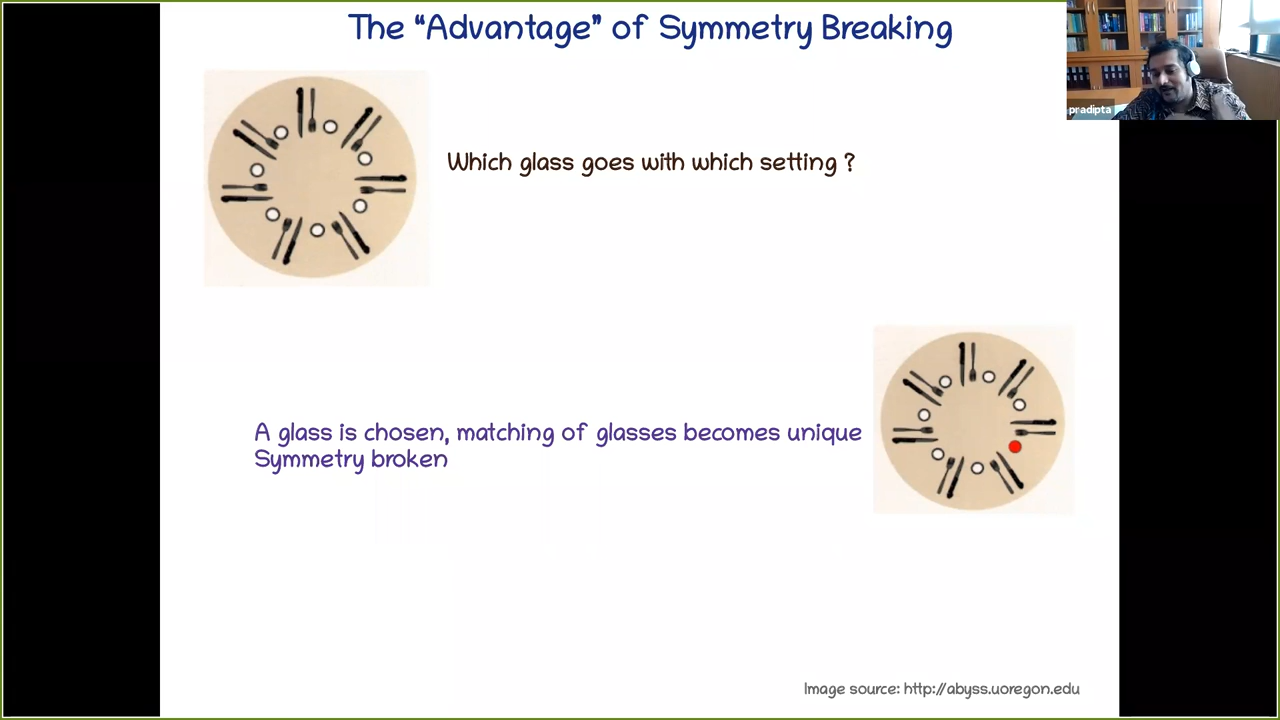 The “Advantage” of Symmetry Breaking
pradipta
Which glass goes with which setting ?
A glass is chosen, matching of glasses becomes unique
Symmetry broken
Image source: http://abyss.uoregon.edu